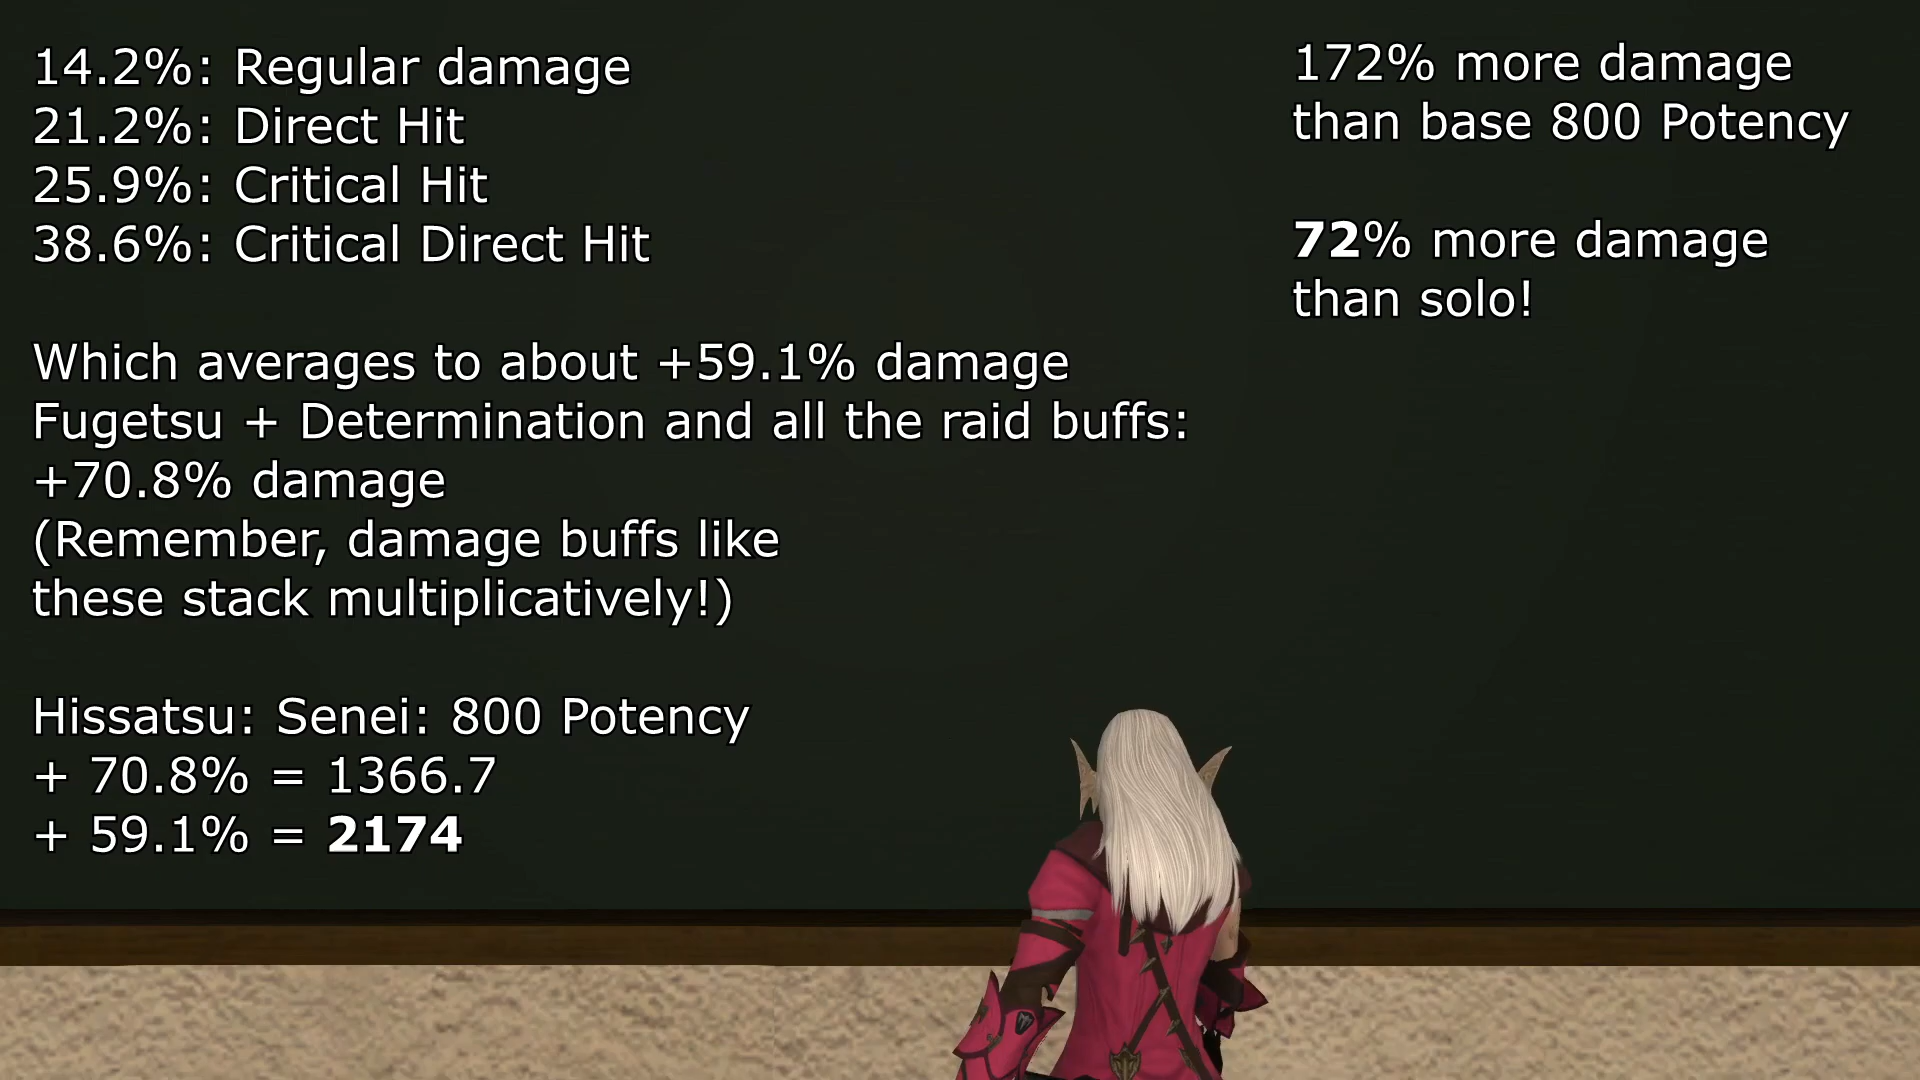 14.2%: Regular damage
21.2%: Direct Hit
25.9%: Critical Hit
38.6%: Critical Direct Hit
Which averages to about +59.1% damage
Fugetsu + Determination and all the raid buffs:
+70.8% damage
(Remember, damage buffs like
these stack multiplicatively!)
Hissatsu: Senei: 800 Potency
+ 70.8% = 1366.7
+ 59.1% = 2174
172% more damage
than base 800 Potency
72% more damage
than solo!